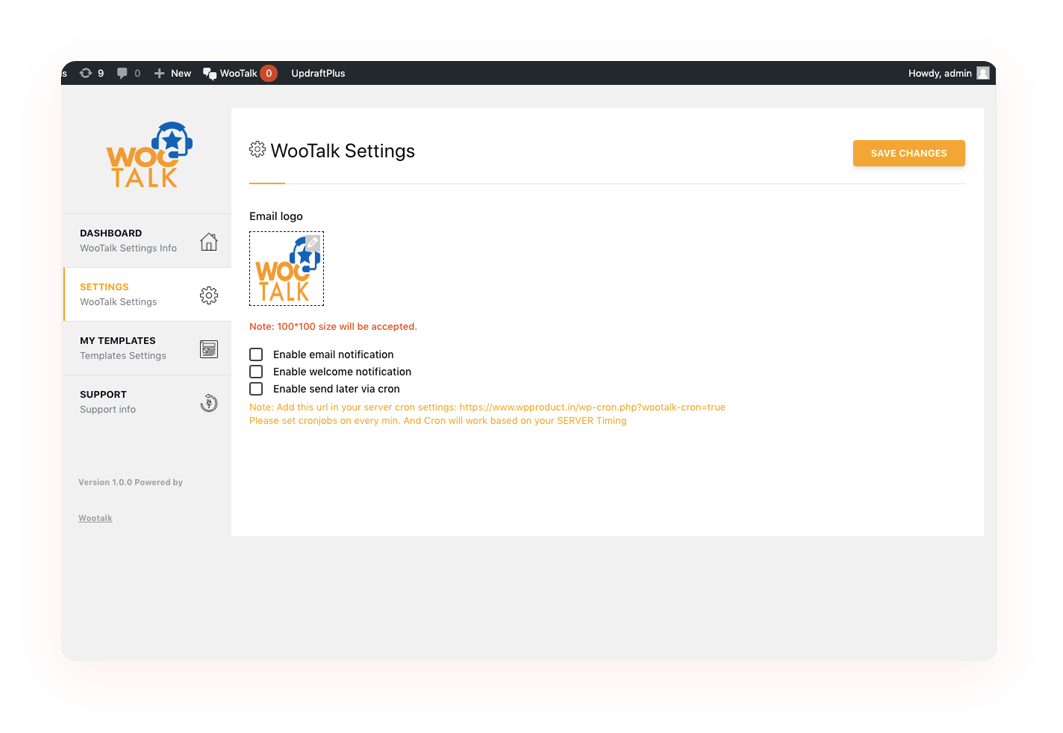 s 9 0 New WooTalk 0 UpdraftPlus Howdy, admin
WOO
TALK
DASHBOARD
WooTalk Settings Info
SETTINGS
WooTalk Settings
MY TEMPLATES
Templates Settings
SUPPORT
Support info
Version 1.0.0 Powered by
Wootalk
WooTalk Settings
SAVE CHANGES
Email logo
WOO
TALK
Note: 100*100 size will be accepted.
Enable email notification
Enable welcome notification
Enable send later via cron
Note: Add this url in your server cron settings: https://www.wpproduct.in/wp-cron.php?wootalk-cron=true
Please set cronjobs on every min. And Cron will work based on your SERVER Timing